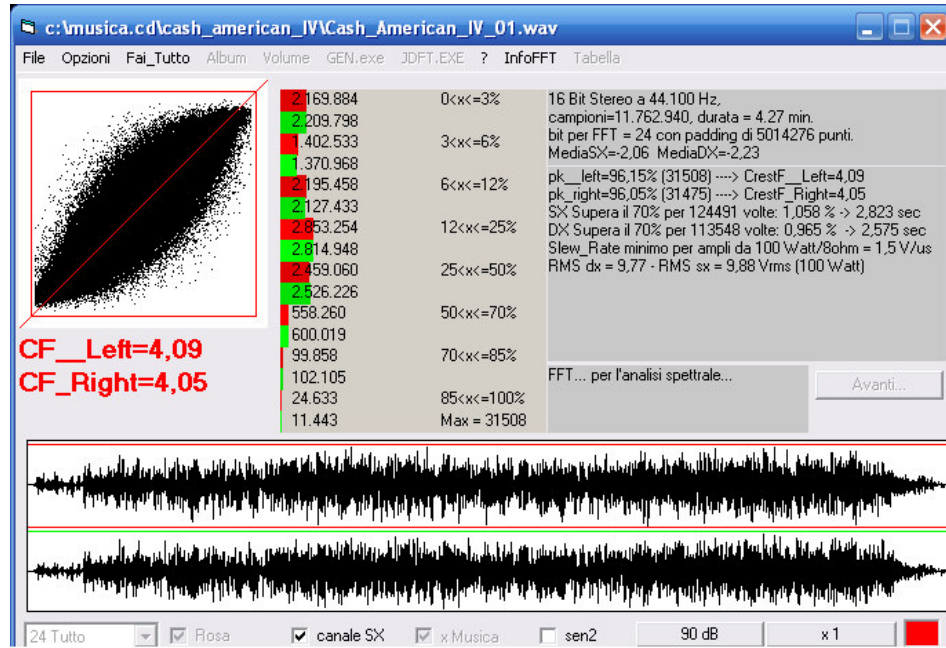 c:\musica.cd\cash_american_IV\Cash_American_IV_01.wav
File Opzioni Fai_Tutto Album Volume GEN.exe JDFT.EXE ? InfoFFT Tabella
2.169.884 0<x<=3%
2.209.798
1.402.533 3<x<=6%
1.370.968
2.195.458 6<x<=12%
2.127.433
2.853.254 12<x<=25%
2.814.948
2.459.060 25<x<=50%
2.526.226
558.260 50<x<=70%
600.019
99.858 70<x<=85%
102.105
24.633 85<x<=100%
11.443 Max = 31508
16 Bit Stereo a 44.100 Hz,
campioni=11.762.940, durata = 4.27 min.
bit per FFT = 24 con padding di 5014276 punti.
MediaSX=-2,06 MediaDX=-2,23
pk__left=96,15% (31508) ----> CrestF__Left=4,09
pk_right=96,05% (31475) ----> CrestF_Right=4,05
SX Supera il 70% per 124491 volte: 1,058 % -> 2,823 sec
DX Supera il 70% per 113548 volte: 0,965 % -> 2,575 sec
Slew_Rate minimo per ampli da 100 Watt/8ohm = 1,5 V/us
RMS dx = 9,77 - RMS sx = 9,88 Vrms (100 Watt)
CF__Left=4,09
CF_Right=4,05
FFT... per l'analisi spettrale...
Avanti...
24 Tutto Rosa canale SX x Musica sen2 90 dB x 1